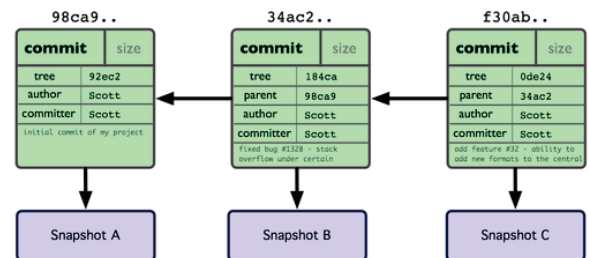 98ca9..
34ac2..
f30ab..
commit size
tree 92ec2
author Scott
committer Scott
initial commit of my project
commit size
tree 184ca
parent 98ca9
author Scott
committer Scott
fixed bug #1328 - stack
overflow under certain
commit size
tree 0de24
parent 34ac2
author Scott
committer Scott
add feature #32 - ability to
add new formats to the central
Snapshot A
Snapshot B
Snapshot C